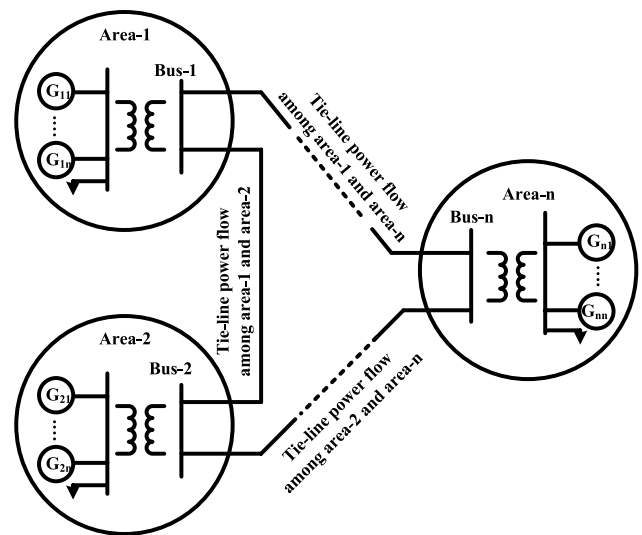 Area-1
Bus-1
G11
G1n
Tie-line power flow
among area-1 and area-n
Tie-line power flow
among area-1 and area-2
Area-n
Bus-n
Gn1
Gnn
Area-2
Bus-2
G21
G2n
Tie-line power flow
among area-2 and area-n